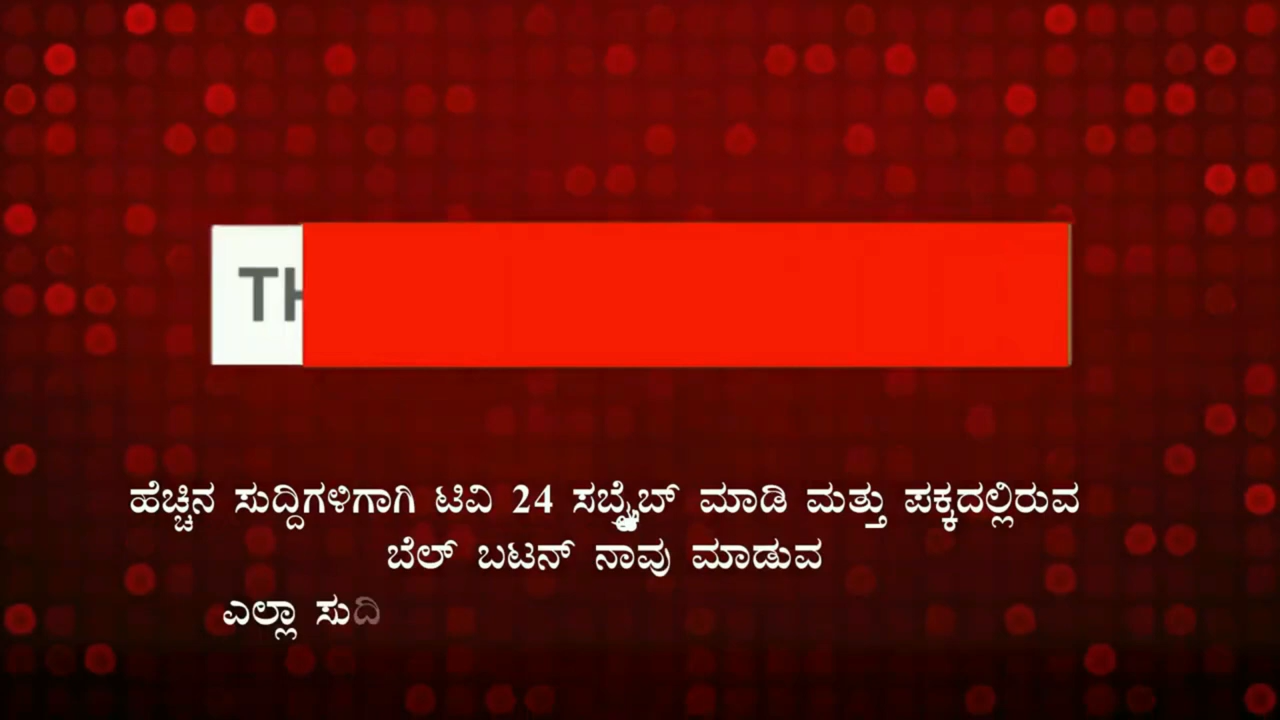 TH
ಹೆಚ್ಚಿನ ಸುದ್ದಿಗಳಿಗಾಗಿ ಟಿವಿ 24 ಸಬ್ಸ್ಕ್ರೈಬ್ ಮಾಡಿ ಮತ್ತು ಪಕ್ಕದಲ್ಲಿರುವ
ಬೆಲ್ ಬಟನ್ ನಾವು ಮಾಡುವ
ಎಲ್ಲಾ ಸುದಿ